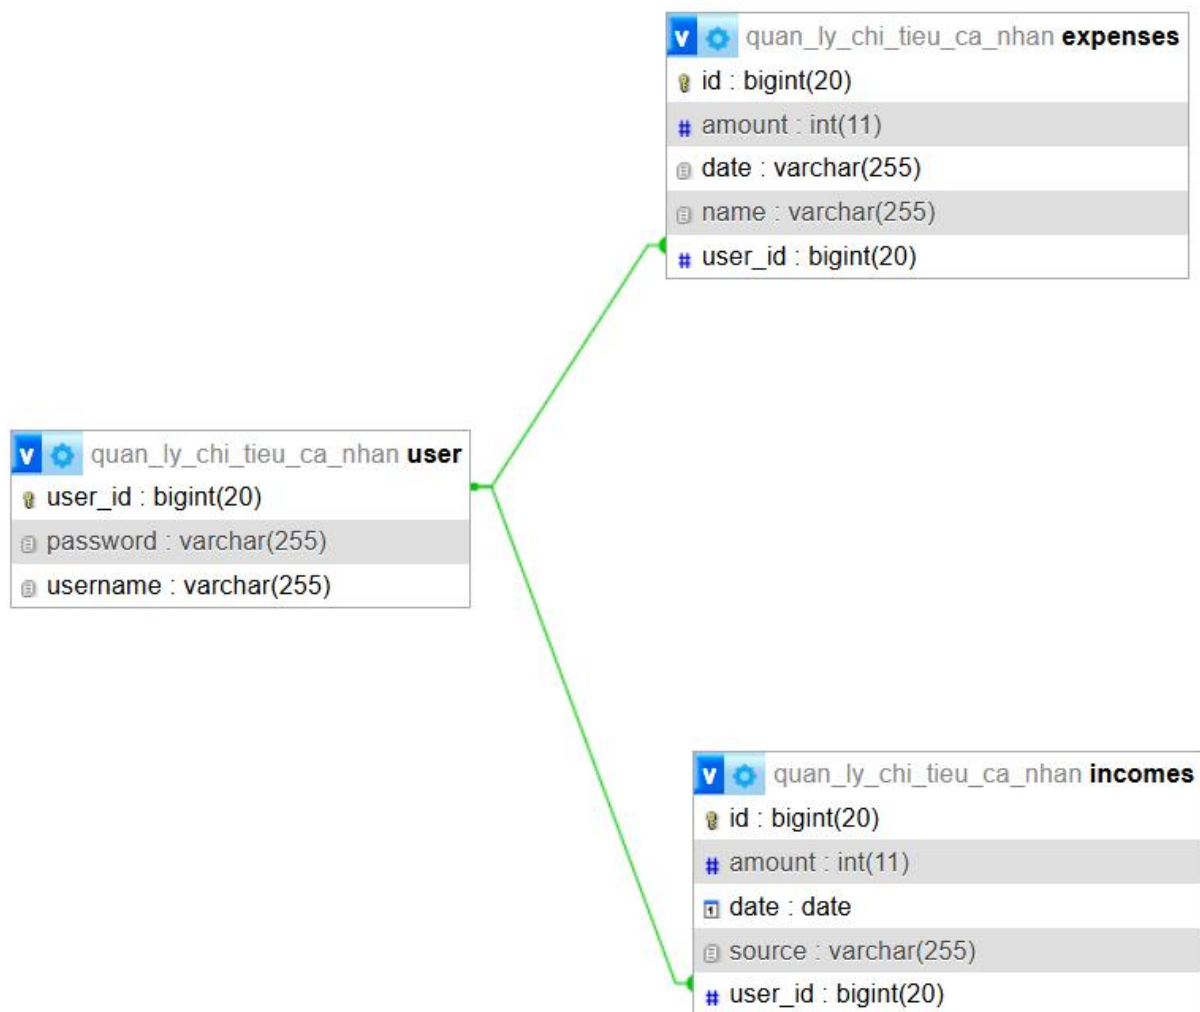 v quan_ly_chi_tieu_ca_nhan expenses
id : bigint(20)
# amount : int(11)
date : varchar(255)
name : varchar(255)
# user_id : bigint(20)
v quan_ly_chi_tieu_ca_nhan user
user_id : bigint(20)
password : varchar(255)
username : varchar(255)
v quan_ly_chi_tieu_ca_nhan incomes
id : bigint(20)
# amount : int(11)
date : date
source : varchar(255)
# user_id : bigint(20)